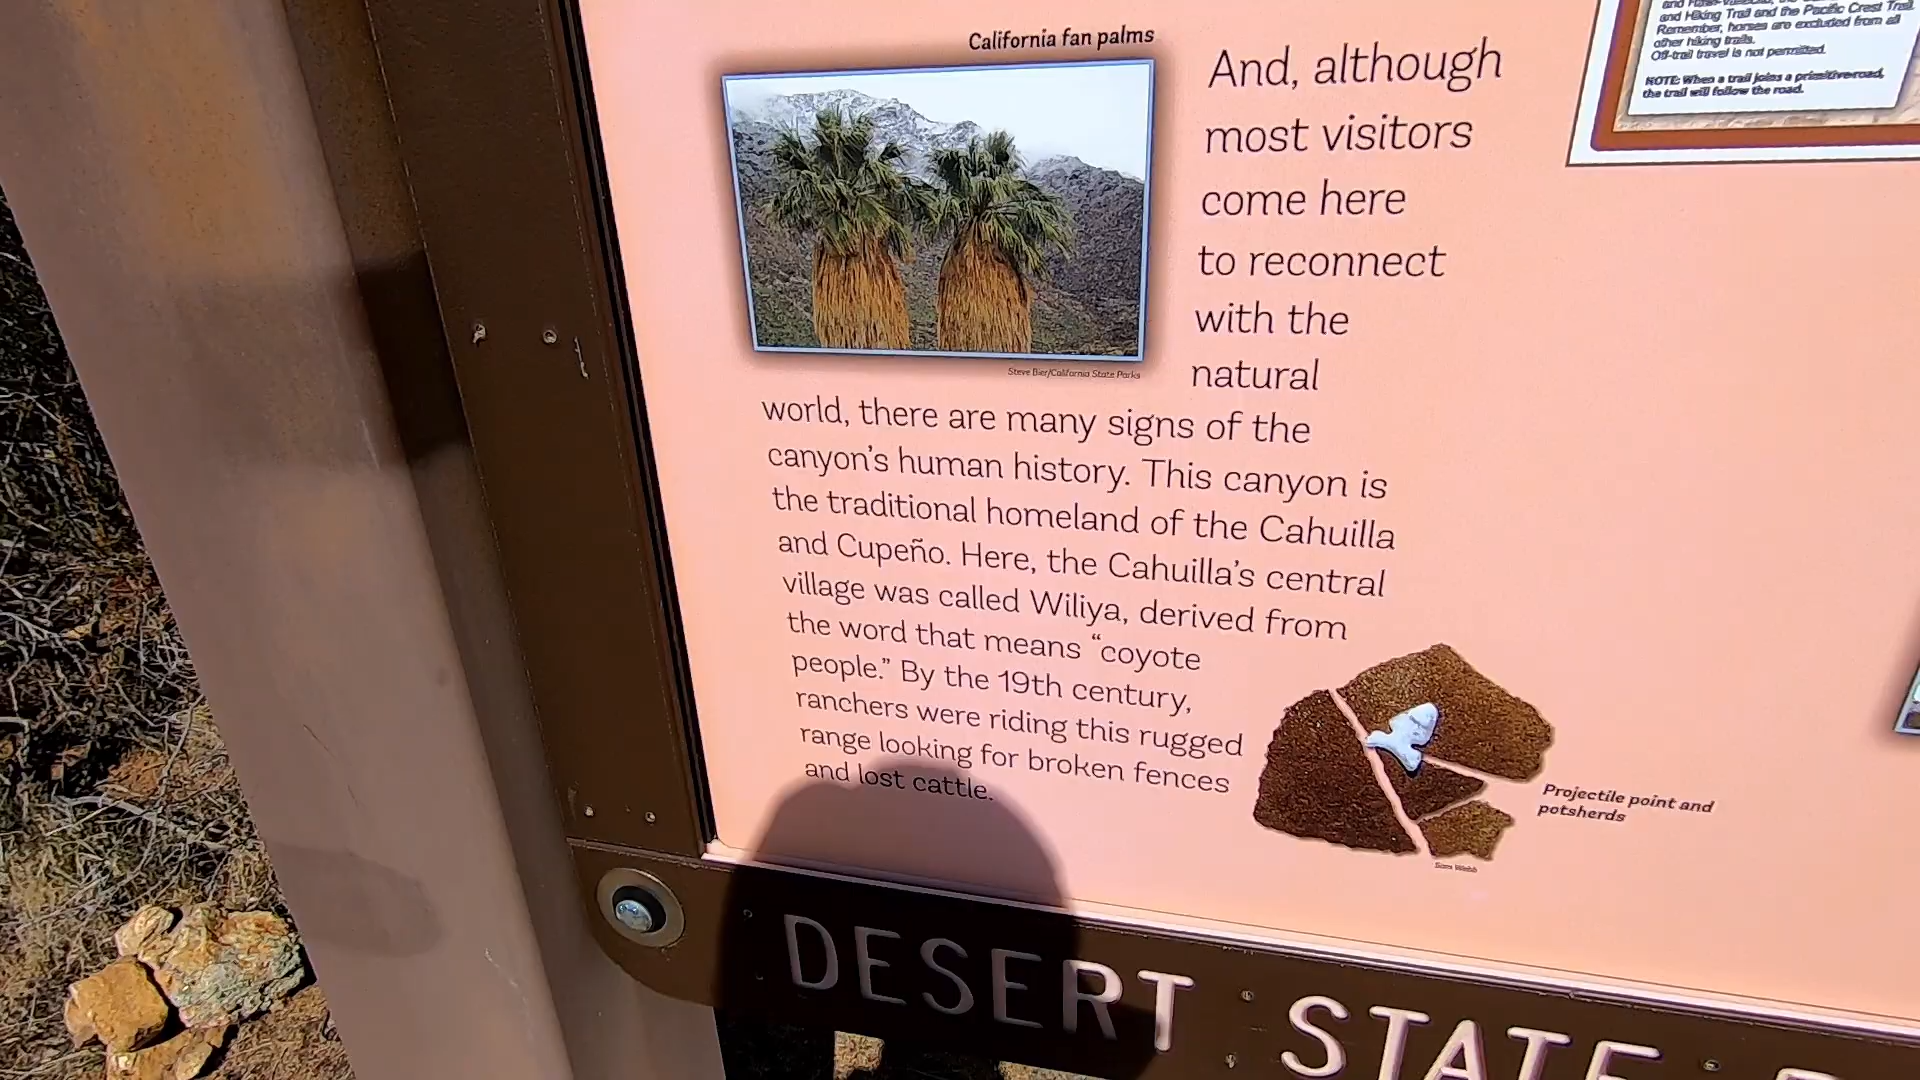 California fan palms
Steve Bier/California State Parks
And, although
most visitors
come here
to reconnect
with the
natural
world, there are many signs of the
canyon's human history. This canyon is
the traditional homeland of the Cahuilla
and Cupeño. Here, the Cahuilla's central
village was called Wiliya, derived from
the word that means “coyote
people.” By the 19th century,
ranchers were riding this rugged
range looking for broken fences
and lost cattle.
Projectile point and
potsherds
Sam Webb
and Hiking Trail and the Pacific Crest Trail.
Remember, horses are excluded from all
other hiking trails.
Off-trail travel is not permitted.
NOTE: When a trail joins a primitive road,
the trail will follow the road.
DESERT STATE